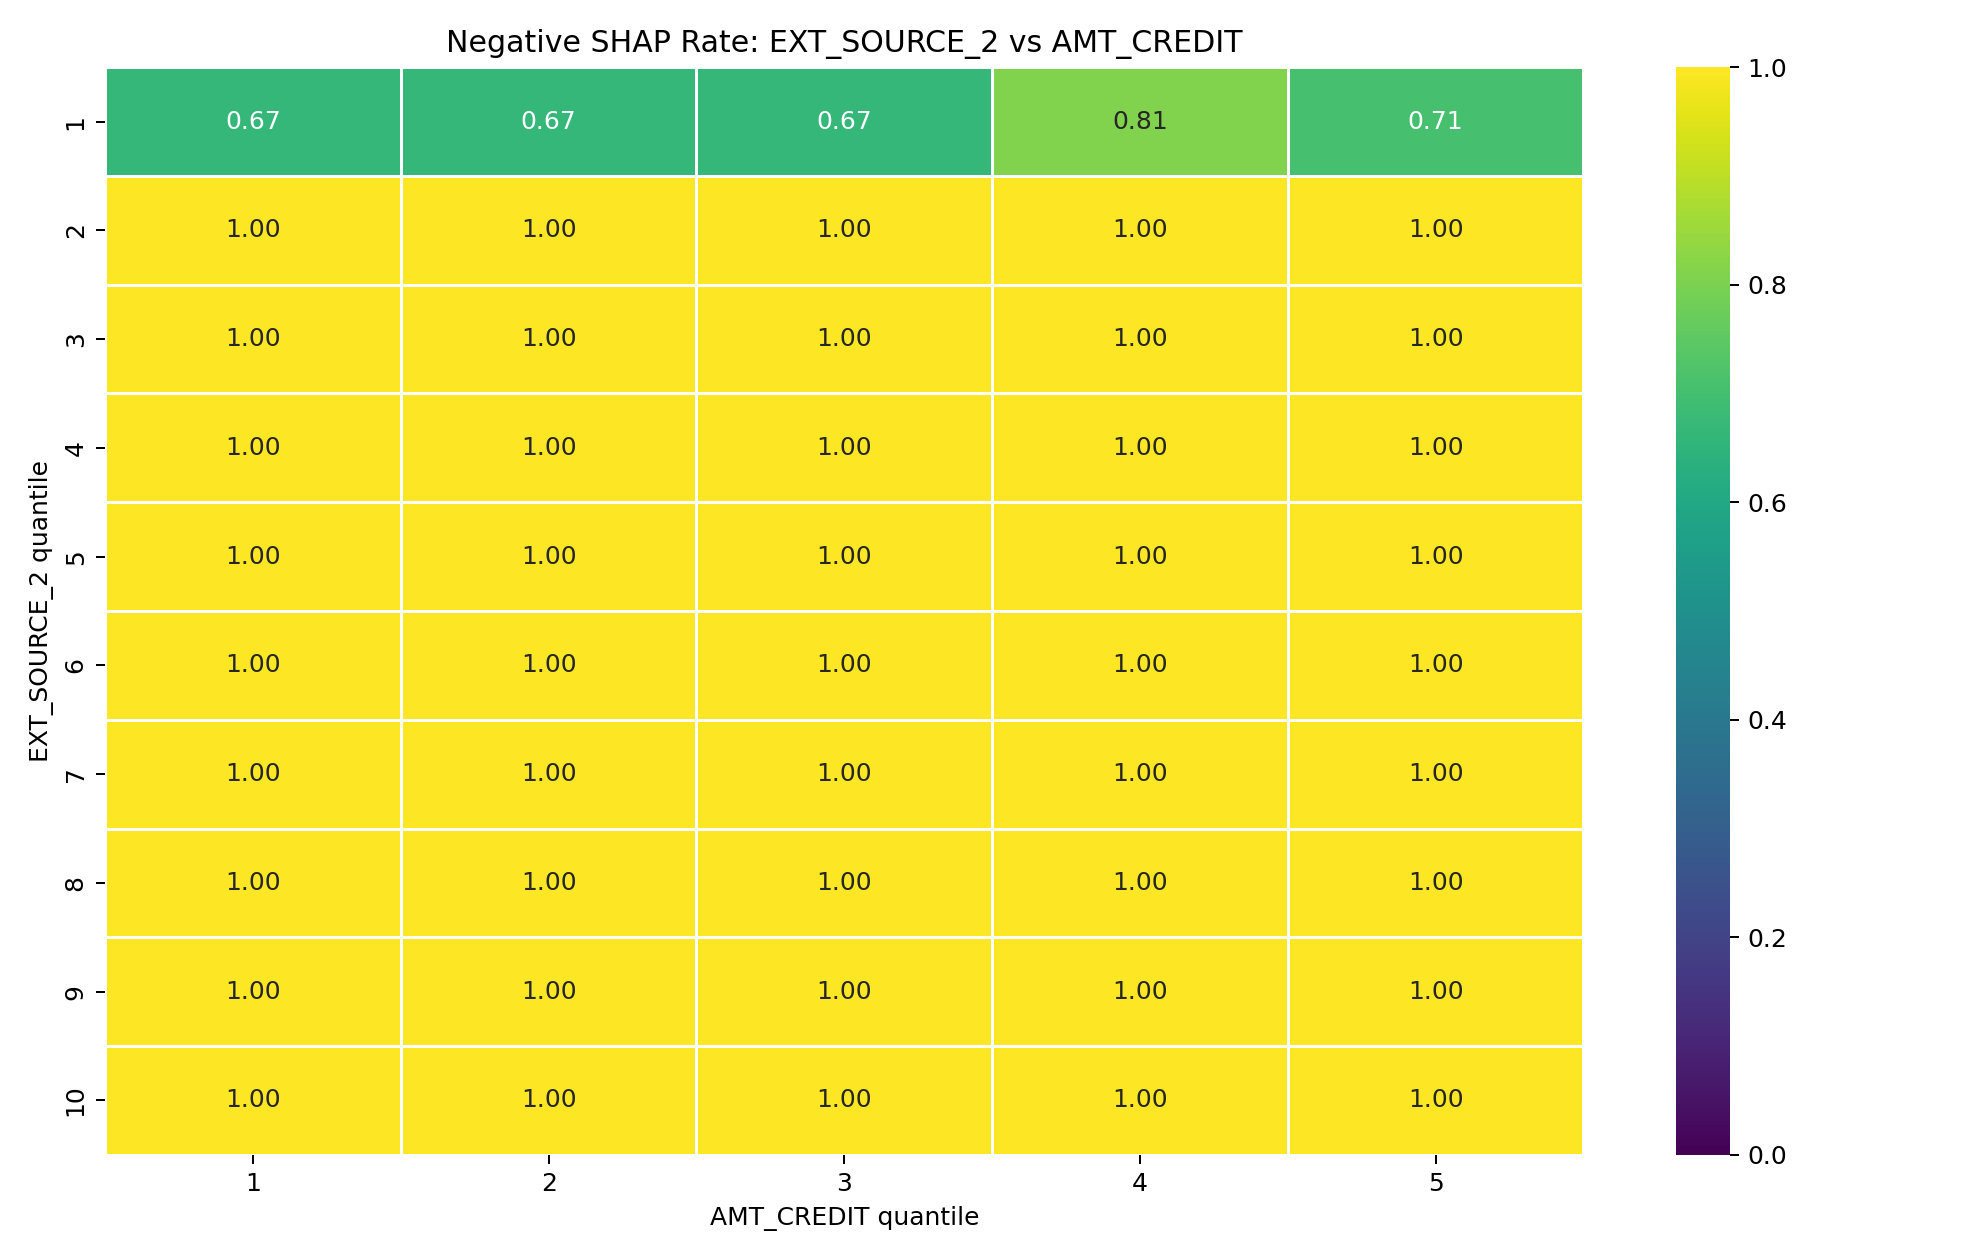 Negative SHAP Rate: EXT_SOURCE_2 vs AMT_CREDIT
EXT_SOURCE_2 quantile
1 0.67 0.67 0.67 0.81 0.71
2 1.00 1.00 1.00 1.00 1.00
3 1.00 1.00 1.00 1.00 1.00
4 1.00 1.00 1.00 1.00 1.00
5 1.00 1.00 1.00 1.00 1.00
6 1.00 1.00 1.00 1.00 1.00
7 1.00 1.00 1.00 1.00 1.00
8 1.00 1.00 1.00 1.00 1.00
9 1.00 1.00 1.00 1.00 1.00
10 1.00 1.00 1.00 1.00 1.00
1 2 3 4 5
AMT_CREDIT quantile
1.0
0.8
0.6
0.4
0.2
0.0